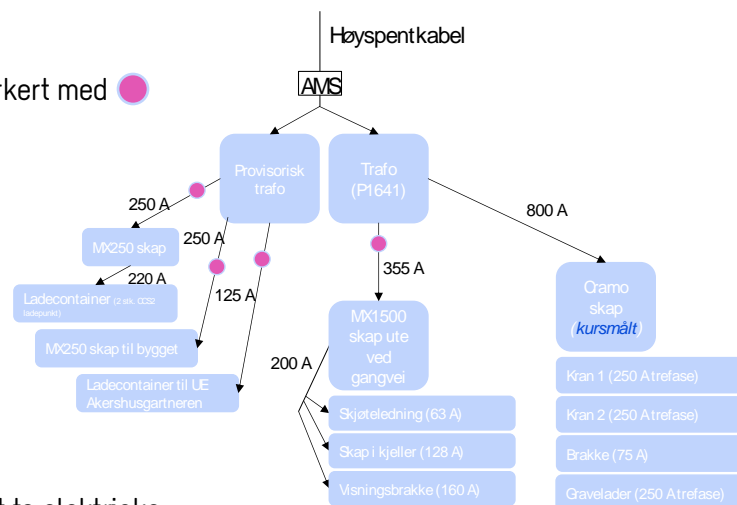 Høyspentkabel
rkert med
AMS
Provisorisk
trafo
Trafo
(P1641)
250 A
800 A
MX250 skap
250 A
220 A
355 A
Ladecontainer (2 stk. CCS2
ladepunkt)
125 A
MX250 skap til bygget
Ladecontainer til UE
Akershusgartneren
MX1500
skap ute
ved
gangvei
200 A
Cramo
skap
(kursmålt)
Skjøteledning (63 A)
Skap i kjeller (128 A)
Visningsbrakke (160 A)
Kran 1 (250 A trefase)
Kran 2 (250 A trefase)
Brakke (75 A)
Gravelader (250 A trefase)